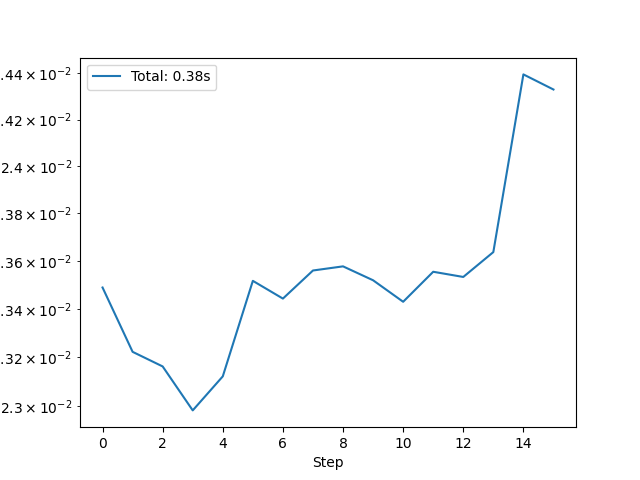 Total: 0.38s
.44 × 10⁻²
.42 × 10⁻²
2.4 × 10⁻²
.38 × 10⁻²
.36 × 10⁻²
.34 × 10⁻²
.32 × 10⁻²
2.3 × 10⁻²
0 2 4 6 8 10 12 14
Step